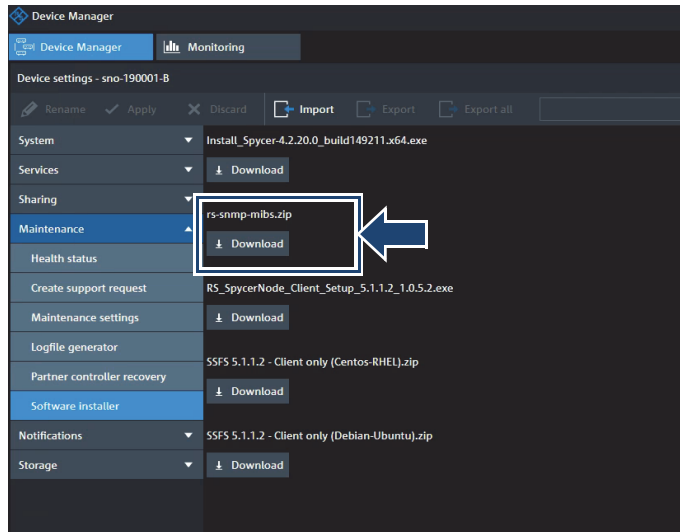 Device Manager
Device Manager
Monitoring
Device settings - sno-190001-B
Rename
Apply
Discard
Import
Export
Export all
System
Services
Sharing
Maintenance
Health status
Create support request
Maintenance settings
Logfile generator
Partner controller recovery
Software installer
Notifications
Storage
Install_Spycer-4.2.20.0_build149211.x64.exe
Download
rs-snmp-mibs.zip
Download
RS_SpycerNode_Client_Setup_5.1.1.2_1.0.5.2.exe
Download
SSFS 5.1.1.2 - Client only (Centos-RHEL).zip
Download
SSFS 5.1.1.2 - Client only (Debian-Ubuntu).zip
Download